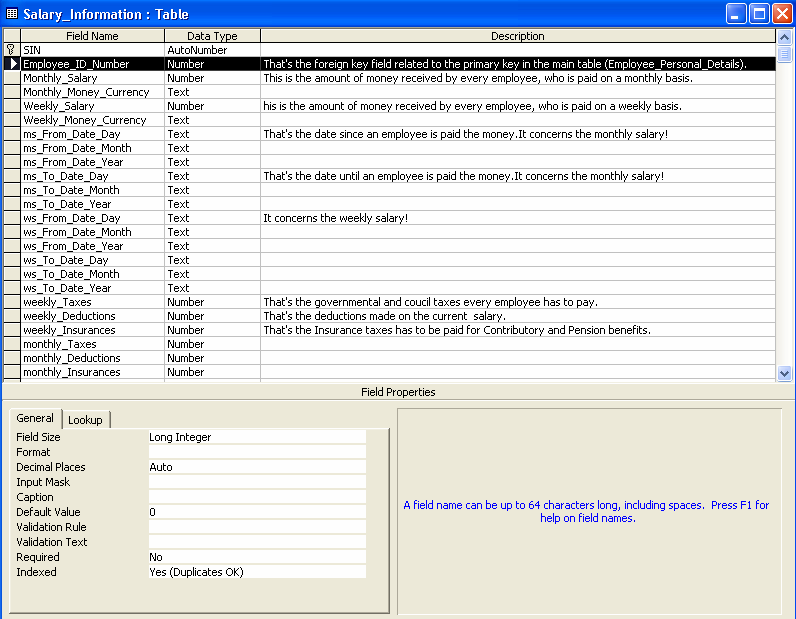 Salary_Information : Table
Field Name Data Type Description
SIN AutoNumber
Employee_ID_Number Number That's the foreign key field related to the primary key in the main table (Employee_Personal_Details).
Monthly_Salary Number This is the amount of money received by every employee, who is paid on a monthly basis.
Monthly_Money_Currency Text
Weekly_Salary Number his is the amount of money received by every employee, who is paid on a weekly basis.
Weekly_Money_Currency Text
ms_From_Date_Day Text That's the date since an employee is paid the money.It concerns the monthly salary!
ms_From_Date_Month Text
ms_From_Date_Year Text
ms_To_Date_Day Text That's the date until an employee is paid the money.It concerns the monthly salary!
ms_To_Date_Month Text
ms_To_Date_Year Text
ws_From_Date_Day Text It concerns the weekly salary!
ws_From_Date_Month Text
ws_From_Date_Year Text
ws_To_Date_Day Text
ws_To_Date_Month Text
ws_To_Date_Year Text
weekly_Taxes Number That's the governmental and coucil taxes every employee has to pay.
weekly_Deductions Number That's the deductions made on the current  salary.
weekly_Insurances Number That's the Insurance taxes has to be paid for Contributory and Pension benefits.
monthly_Taxes Number
monthly_Deductions Number
monthly_Insurances Number
Field Properties
General Lookup
Field Size Long Integer
Format
Decimal Places Auto
Input Mask
Caption
Default Value 0
Validation Rule
Validation Text
Required No
Indexed Yes (Duplicates OK)
A field name can be up to 64 characters long, including spaces.  Press F1 for
help on field names.